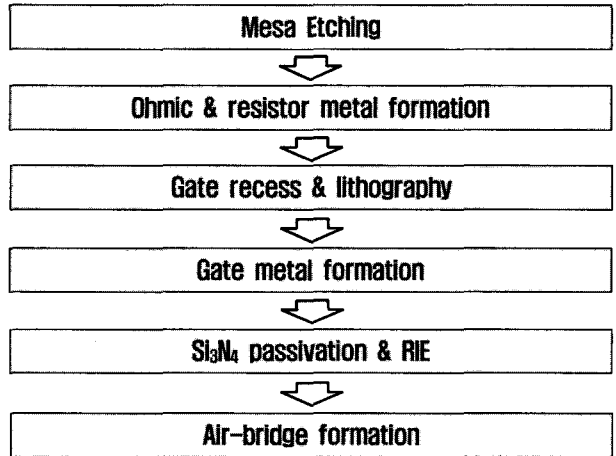 Mesa Etching
Ohmic & resistor metal formation
Gate recess & lithography
Gate metal formation
Si₃N₄ passivation & RIE
Air-bridge formation